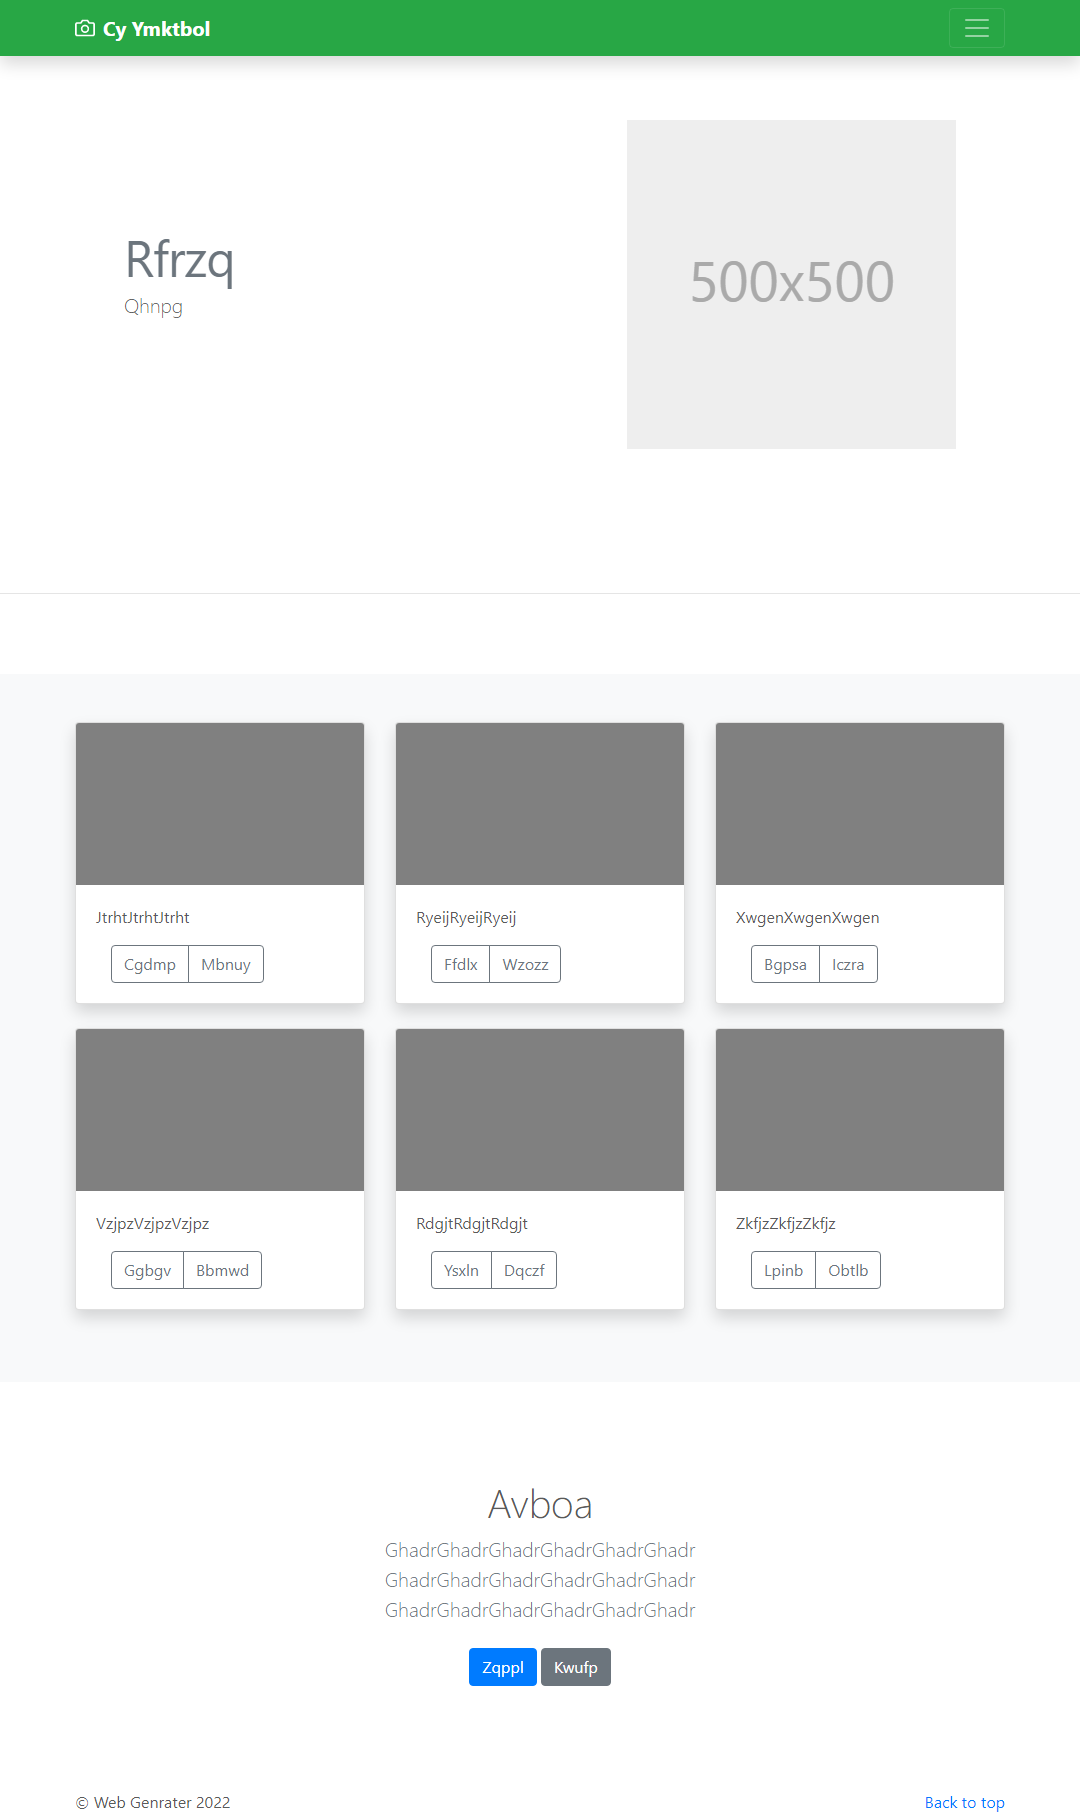 Cy Ymktbol
Rfrzq
Qhnpg
500x500
JtrhtJtrhtJtrht
Cgdmp Mbnuy
RyeijRyeijRyeij
Ffdlx Wzozz
XwgenXwgenXwgen
Bgpsa Iczra
VzjpzVzjpzVzjpz
Ggbgv Bbmwd
RdgjtRdgjtRdgjt
Ysxln Dqczf
ZkfjzZkfjzZkfjz
Lpinb Obtlb
Avboa
GhadrGhadrGhadrGhadrGhadrGhadr
GhadrGhadrGhadrGhadrGhadrGhadr
GhadrGhadrGhadrGhadrGhadrGhadr
Zqppl Kwufp
© Web Genrater 2022
Back to top